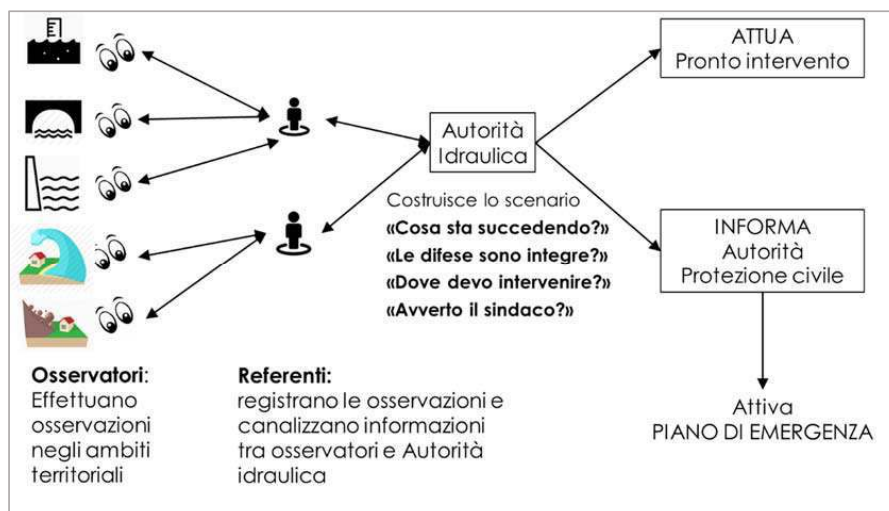 ATTUA
Pronto intervento
Autorità
Idraulica
Costruisce lo scenario
«Cosa sta succedendo?»
«Le difese sono integre?»
«Dove devo intervenire?»
«Avverto il sindaco?»
INFORMA
Autorità
Protezione civile
Attiva
PIANO DI EMERGENZA
Osservatori:
Effettuano
osservazioni
negli ambiti
territoriali
Referenti:
registrano le osservazioni e
canalizzano informazioni
tra osservatori e Autorità
idraulica